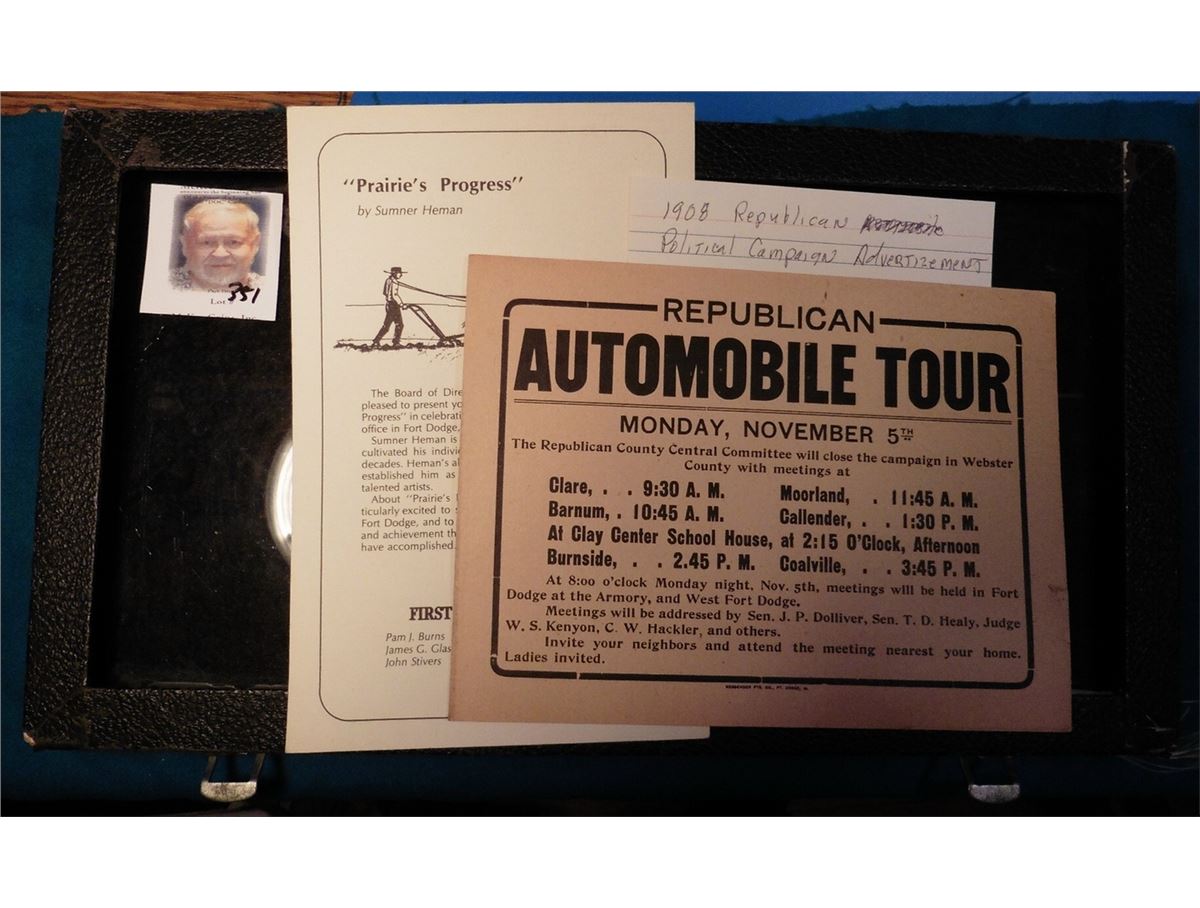 Lot
351
"Prairie's Progress"
by Sumner Heman
The Board of Dire
pleased to present yo
Progress" in celebrati
office in Fort Dodge,
Sumner Heman is
cultivated his indivi
decades. Heman's al
established him as
talented artists.
About "Prairie's
ticularly excited to s
Fort Dodge, and to
and achievement th
have accomplished.
FIRST
Pam J. Burns
James G. Glas
John Stivers
1908 Republican
Political Campaign Advertizement
REPUBLICAN
AUTOMOBILE TOUR
MONDAY, NOVEMBER 5TH
The Republican County Central Committee will close the campaign in Webster
County with meetings at
Clare, . . 9:30 A. M. Moorland, . 11:45 A. M.
Barnum, . 10:45 A. M. Callender, . . 1:30 P. M.
At Clay Center School House, at 2:15 O'Clock, Afternoon
Burnside, . . 2.45 P. M. Coalville, . . 3:45 P. M.
At 8:00 o'clock Monday night, Nov. 5th, meetings will be held in Fort
Dodge at the Armory, and West Fort Dodge.
Meetings will be addressed by Sen. J. P. Dolliver, Sen. T. D. Healy, Judge
W. S. Kenyon, C. W. Hackler, and others.
Invite your neighbors and attend the meeting nearest your home.
Ladies invited.